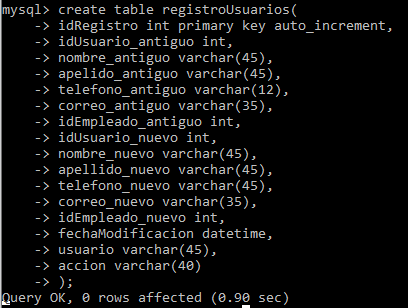 mysql> create table registroUsuarios(
    -> idRegistro int primary key auto_increment,
    -> idUsuario_antiguo int,
    -> nombre_antiguo varchar(45),
    -> apelido_antiguo varchar(45),
    -> telefono_antiguo varchar(12),
    -> correo_antiguo varchar(35),
    -> idEmpleado_antiguo int,
    -> idUsuario_nuevo int,
    -> nombre_nuevo varchar(45),
    -> apellido_nuevo varchar(45),
    -> telefono_nuevo varchar(45),
    -> correo_nuevo varchar(35),
    -> idEmpleado_nuevo int,
    -> fechaModificacion datetime,
    -> usuario varchar(45),
    -> accion varchar(40)
    -> );
Query OK, 0 rows affected (0.90 sec)